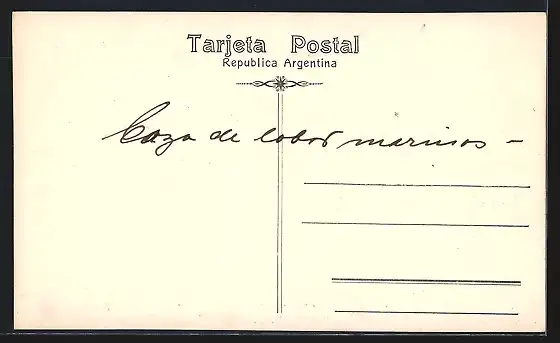 Tarjeta Postal
Republica Argentina
Caza de lobos marinos -